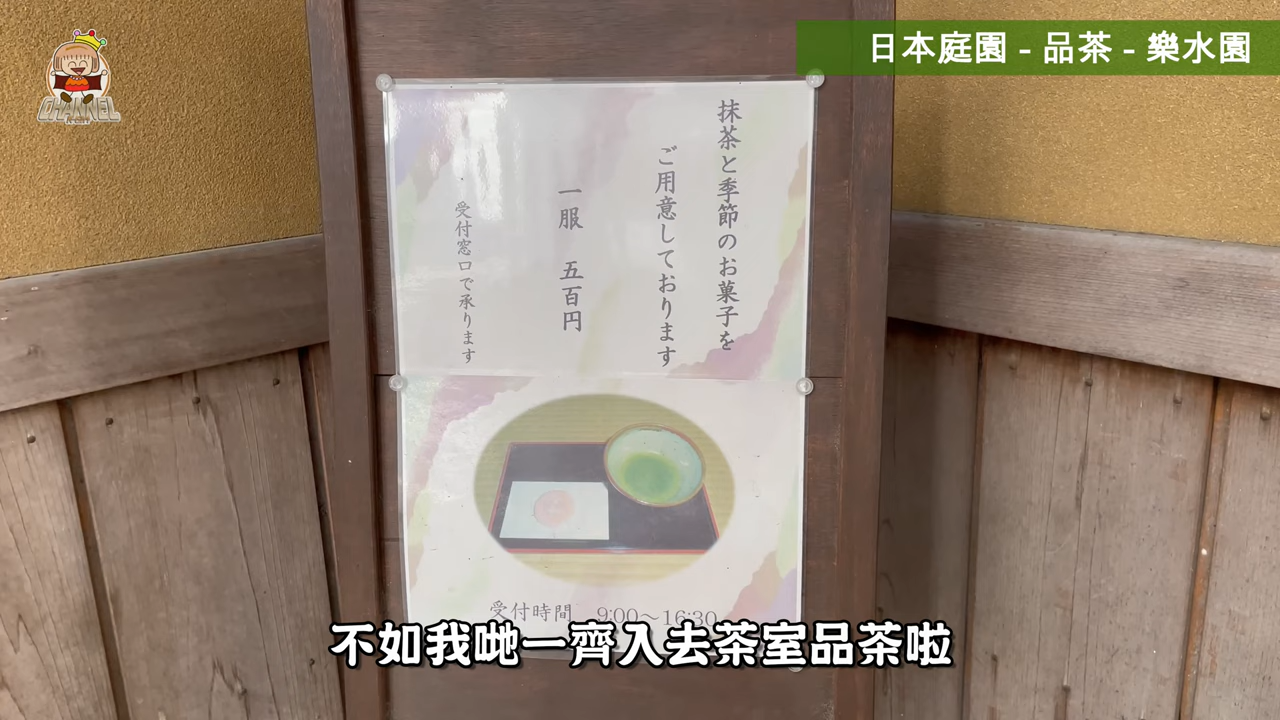 日本庭園 - 品茶 - 樂水園
CHANNEL
抹茶と季節のお菓子を
ご用意しております
一服 五百円
受付窓口で承ります
受付時間 9:00~16:30
不如我哋一齊入去茶室品茶啦